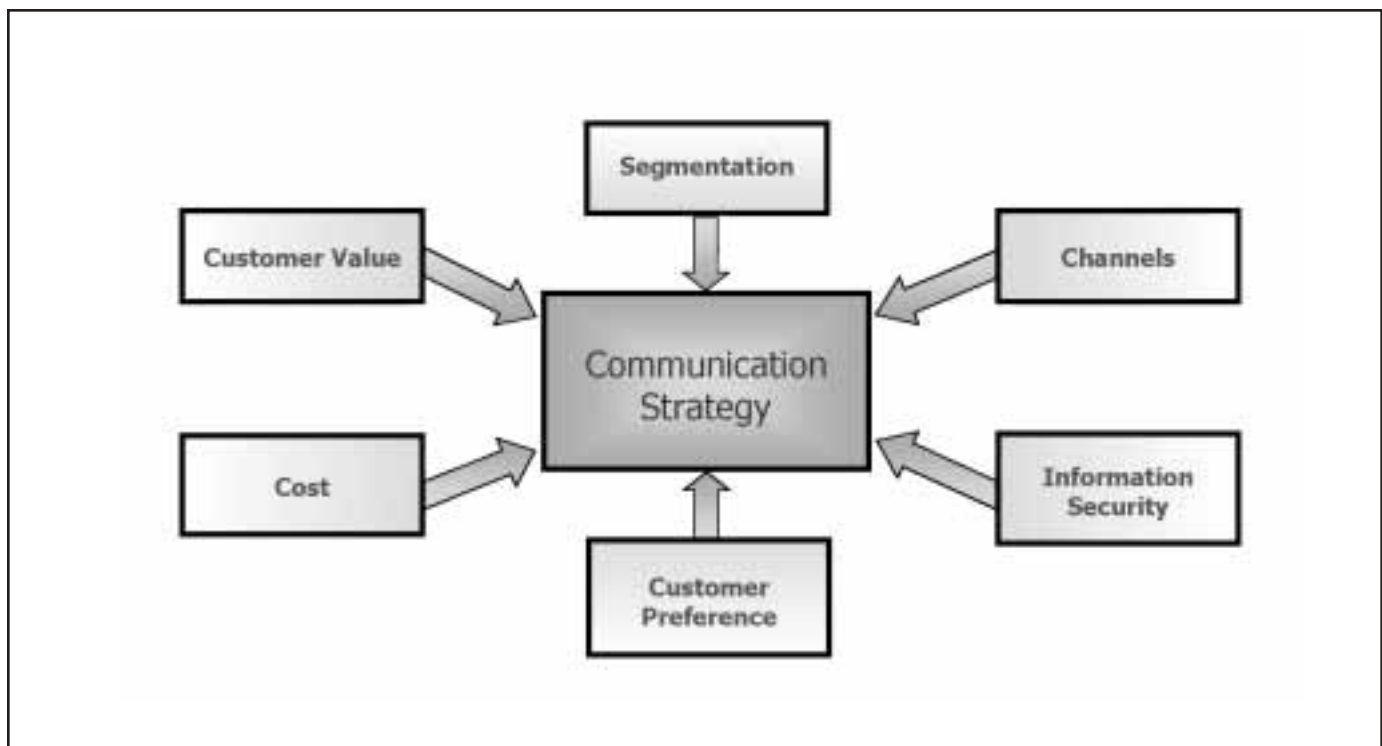 Segmentation
Customer Value
Channels
Communication
Strategy
Cost
Information
Security
Customer
Preference